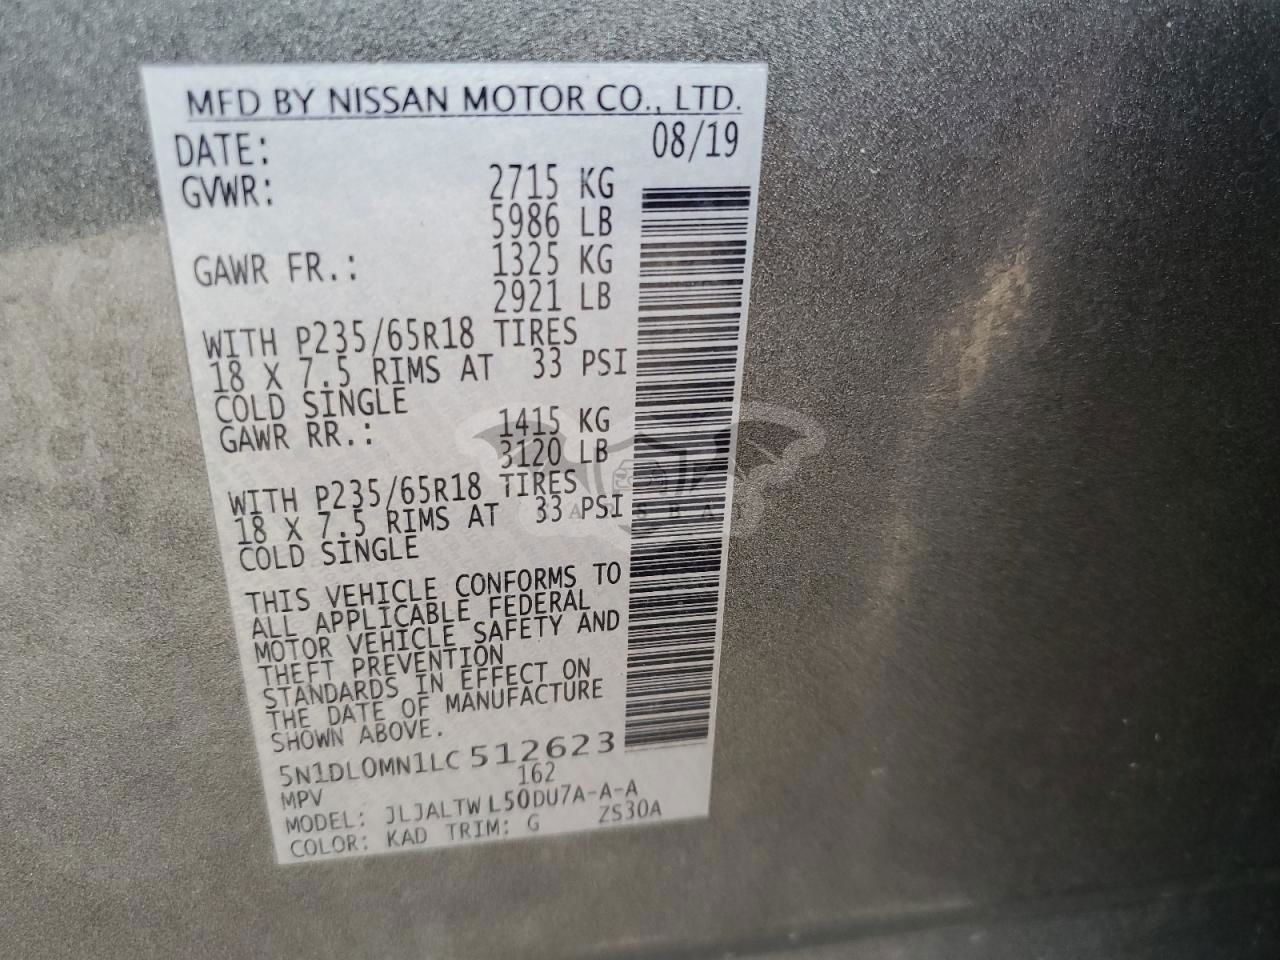 MFD BY NISSAN MOTOR CO., LTD.
DATE: 08/19
GVWR: 2715 KG
5986 LB
GAWR FR.: 1325 KG
2921 LB
WITH P235/65R18 TIRES
18 X 7.5 RIMS AT 33 PSI
COLD SINGLE
GAWR RR.: 1415 KG
3120 LB
WITH P235/65R18 TIRES
18 X 7.5 RIMS AT 33 PSI
COLD SINGLE
THIS VEHICLE CONFORMS TO
ALL APPLICABLE FEDERAL
MOTOR VEHICLE SAFETY AND
THEFT PREVENTION
STANDARDS IN EFFECT ON
THE DATE OF MANUFACTURE
SHOWN ABOVE.
5N1DL0MN1LC512623
MPV 162
MODEL: JLJALTWL50DU7A-A-A
COLOR: KAD TRIM: G ZS30A